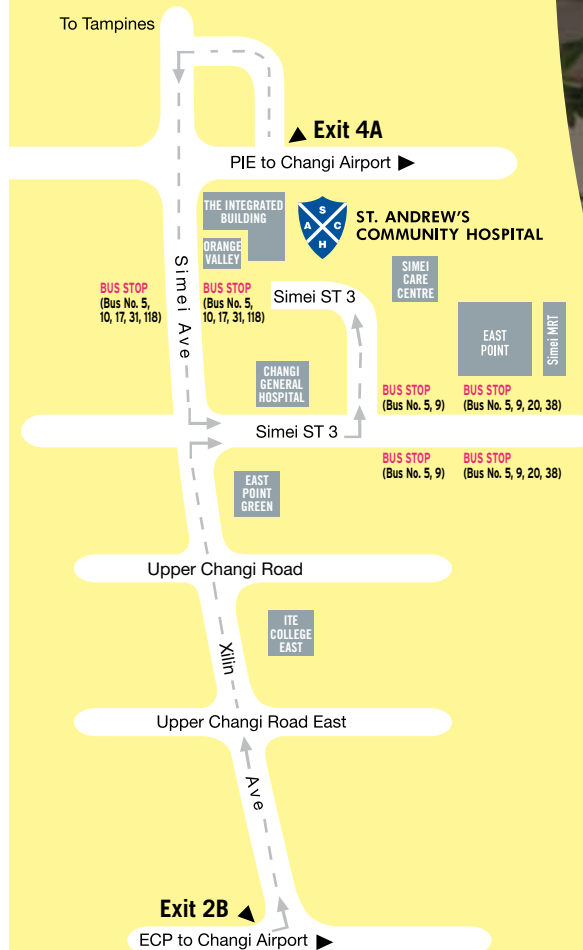 To Tampines
Exit 4A
PIE to Changi Airport
THE INTEGRATED
BUILDING
ORANGE
VALLEY
S
A C
H
ST. ANDREW'S
COMMUNITY HOSPITAL
SIMEI
CARE
CENTRE
Simei Ave
BUS STOP
(Bus No. 5,
10, 17, 31, 118)
BUS STOP
(Bus No. 5,
10, 17, 31, 118)
Simei ST 3
EAST
POINT
Simei MRT
CHANGI
GENERAL
HOSPITAL
BUS STOP
(Bus No. 5, 9)
BUS STOP
(Bus No. 5, 9, 20, 38)
Simei ST 3
BUS STOP
(Bus No. 5, 9)
BUS STOP
(Bus No. 5, 9, 20, 38)
EAST
POINT
GREEN
Upper Changi Road
ITE
COLLEGE
EAST
Xilin
Upper Changi Road East
Ave
Exit 2B
ECP to Changi Airport